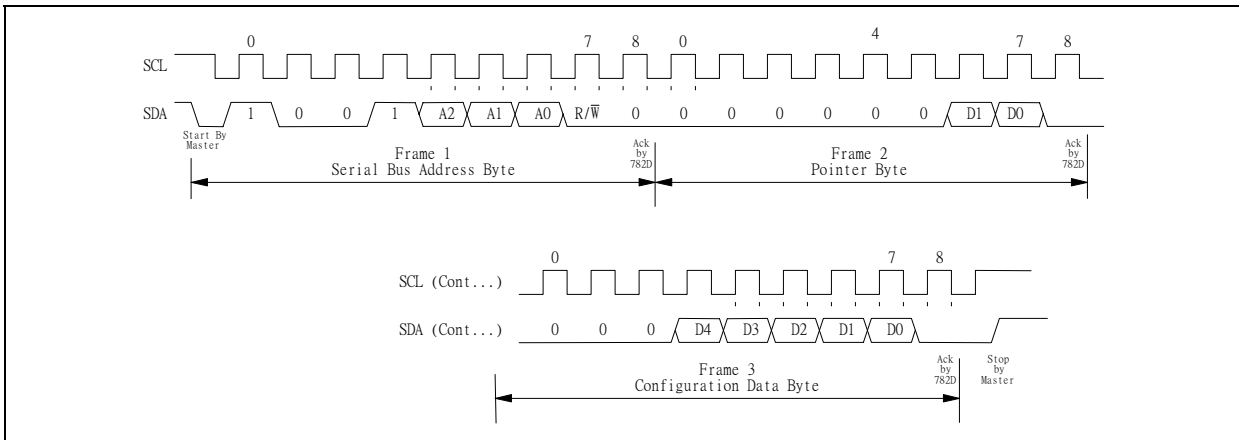 0 7 8 0 4 7 8
SCL
SDA 1 0 0 1 A2 A1 A0 R/W̅ 0 0 0 0 0 0 0 D1 D0
Start By
Master
Ack
by
782D
Ack
by
782D
Frame 1
Serial Bus Address Byte
Frame 2
Pointer Byte
0 7 8
SCL (Cont...)
SDA (Cont...) 0 0 0 D4 D3 D2 D1 D0
Ack
by
782D
Stop
by
Master
Frame 3
Configuration Data Byte